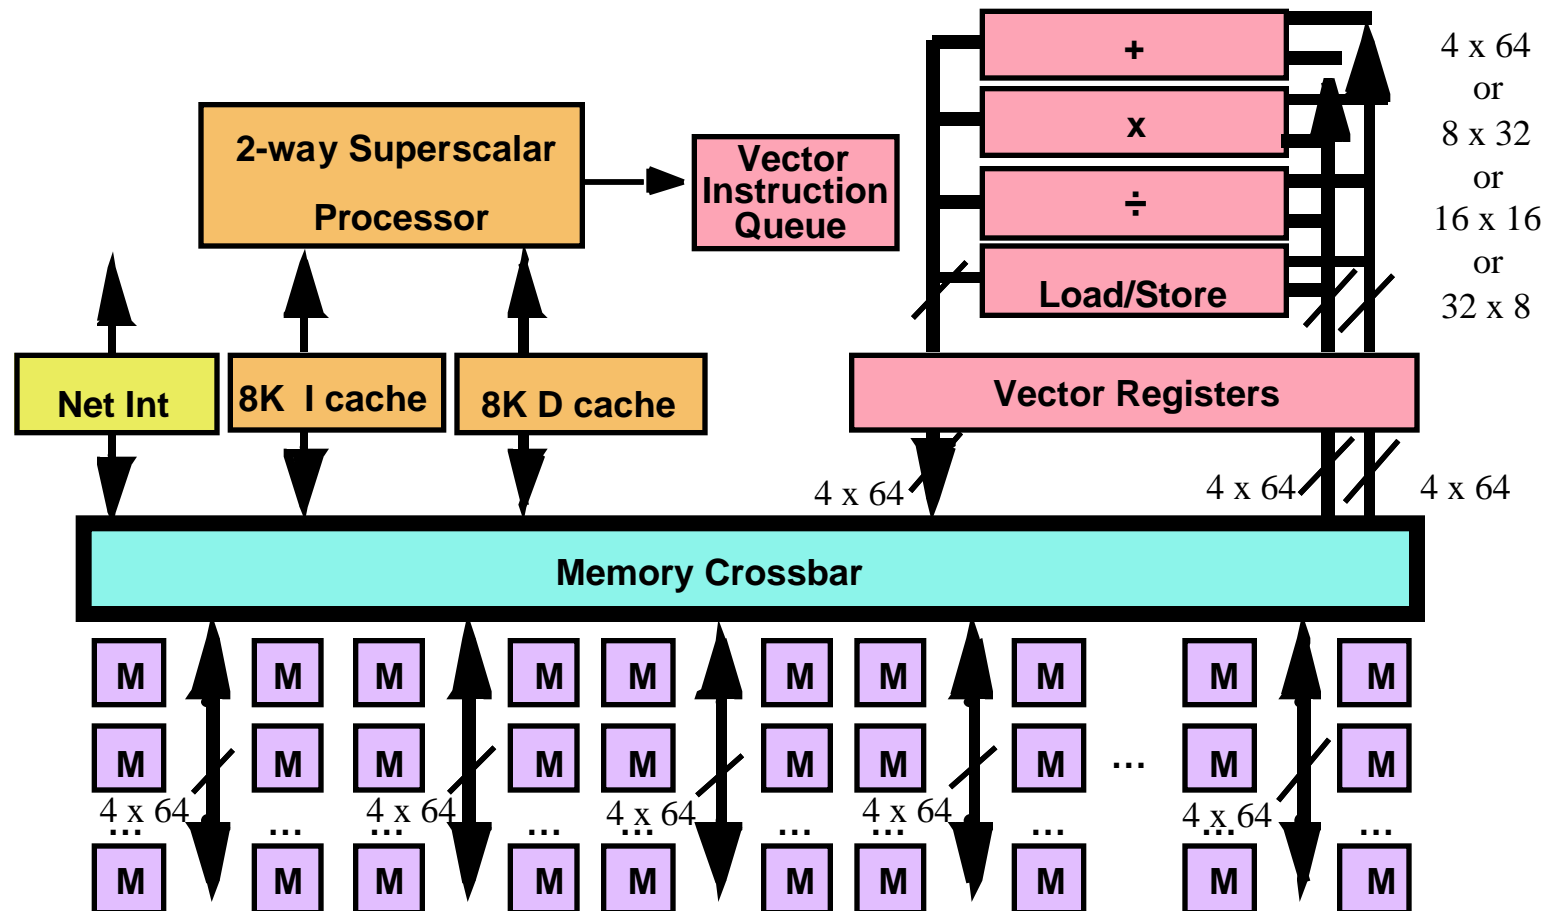 +
4 x 64
or
x
8 x 32
or
÷
16 x 16
or
Load/Store
32 x 8
2-way Superscalar
Processor
Vector
Instruction
Queue
Net Int
8K I cache
8K D cache
Vector Registers
4 x 64
4 x 64
4 x 64
Memory Crossbar
M M M M M M M M M M
M M M M M M M M ... M M
4 x 64 4 x 64 4 x 64 4 x 64 4 x 64
... ... ... ... ... ... ... ... ... ...
M M M M M M M M M M